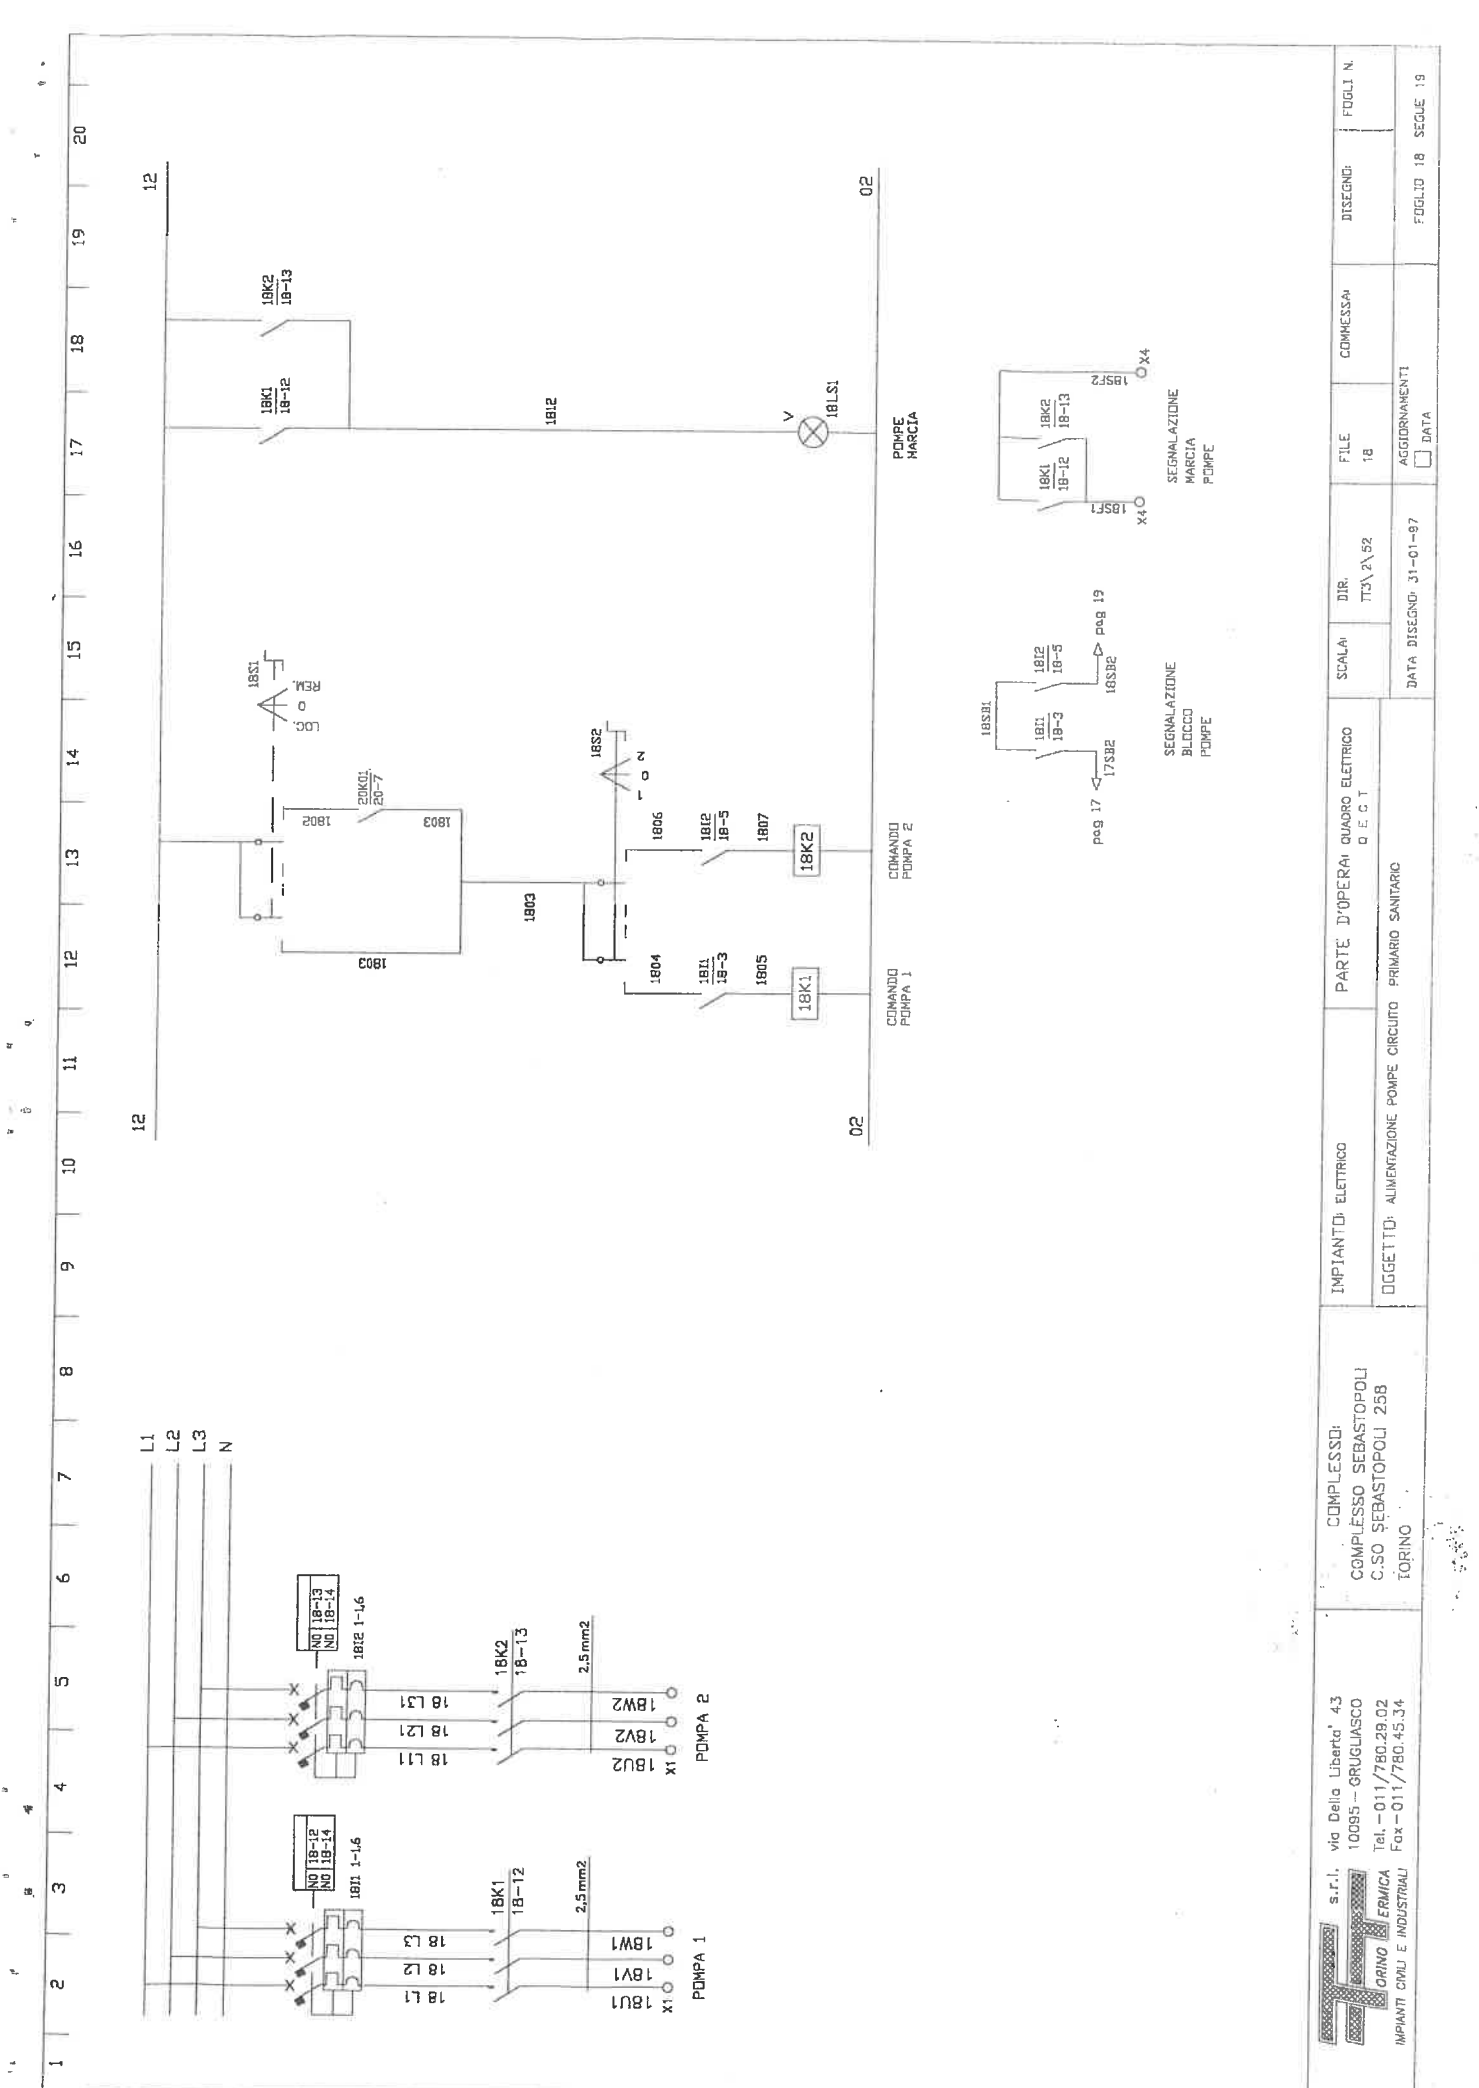 1 2 3 4 5 6 7 8 9 10 11 12 13 14 15 16 17 18 19 20
L1
L2
L3
N
NO 18-12
NO 18-14
18I1 1-1,6
18 L1
18 L2
18 L3
18K1
18-12
2,5mm2
18U1
18V1
18W1
X1
POMPA 1
NO 18-13
NO 18-14
18I2 1-1,6
18 L11
18 L21
18 L31
18K2
18-13
2,5mm2
18U2
18V2
18W2
X1
POMPA 2
12
12
18S1
LOC. 0 REM.
1802
20K01
20-7
1803
1803
1803
18S2
1 0 2
1804
18I1
18-3
1805
18K1
1806
18I2
18-5
1807
18K2
02
02
COMANDO
POMPA 1
COMANDO
POMPA 2
18K1
18-12
18K2
18-13
1812
V
18LS1
POMPE
MARCIA
18SB1
18I1
18-3
18I2
18-5
pag 17
17SB2
18SB2
pag 19
SEGNALAZIONE
BLOCCO
POMPE
18K1
18-12
18K2
18-13
18SF1
18SF2
X4
X4
SEGNALAZIONE
MARCIA
POMPE
s.r.l.
TORINO TERMICA
IMPIANTI CIVILI E INDUSTRIALI
via Della Liberta' 43
10095 - GRUGLIASCO
Tel. -011/780.29.02
Fax-011/780.45.34
COMPLESSO:
COMPLESSO SEBASTOPOLI
C.SO SEBASTOPOLI 258
TORINO
IMPIANTO: ELETTRICO
PARTE D'OPERA: QUADRO ELETTRICO
Q E C T
OGGETTO: ALIMENTAZIONE POMPE CIRCUITO PRIMARIO SANITARIO
SCALA:
DIR.
TT3\2\52
FILE
18
COMMESSA:
DISEGNO:
FOGLI N.
DATA DISEGNO: 31-01-97
AGGIORNAMENTI
DATA
FOGLIO 18 SEGUE 19